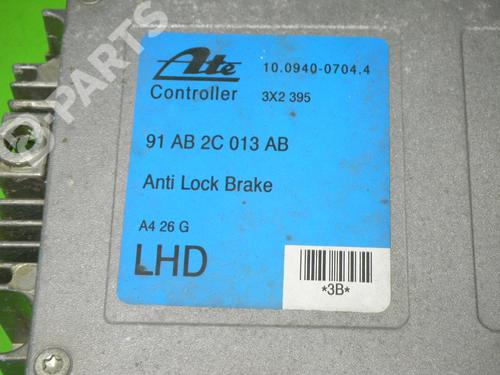 Ate 10.0940-0704.4
Controller 3X2 395
91 AB 2C 013 AB
Anti Lock Brake
A4 26 G
LHD
*3B*